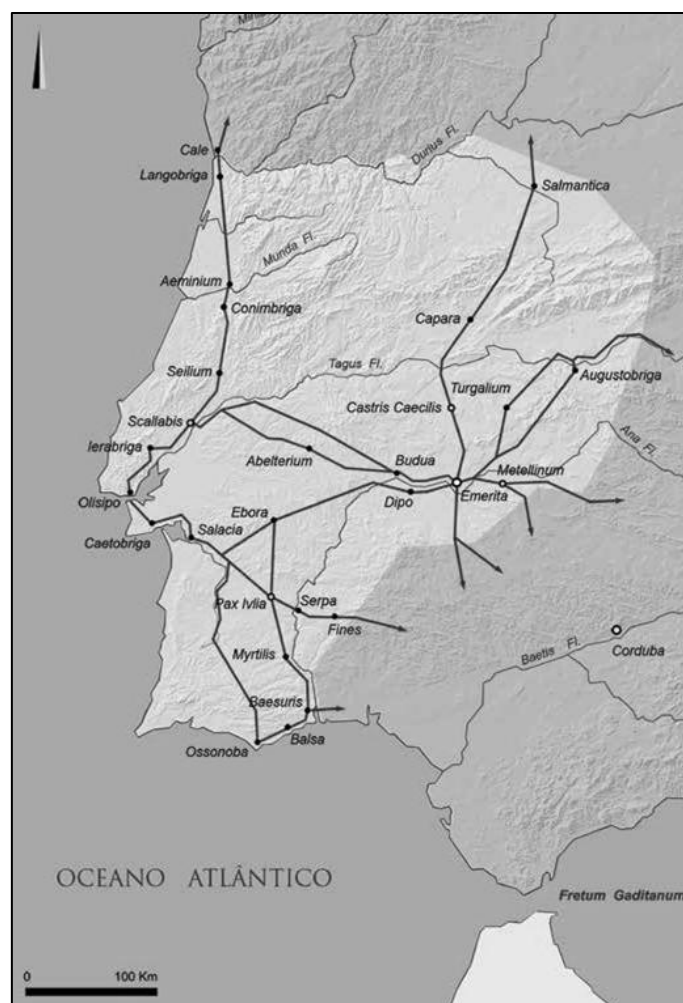 Cale
Langobriga
Durius Fl.
Salmantica
Munda Fl.
Aeminium
Conimbriga
Capara
Seilium
Tagus Fl.
Augustobriga
Turgalium
Castris Caecilis
Scallabis
Ierabriga
Ana Fl.
Abelterium
Budua
Metellinum
Olisipo
Dipo
Emerita
Ebora
Caetobriga
Salacia
Pax Ivlia
Serpa
Fines
Myrtilis
Baetis Fl.
Corduba
Baesuris
Balsa
Ossonoba
OCEANO ATLÂNTICO
Fretum Gaditanum
0 100 Km